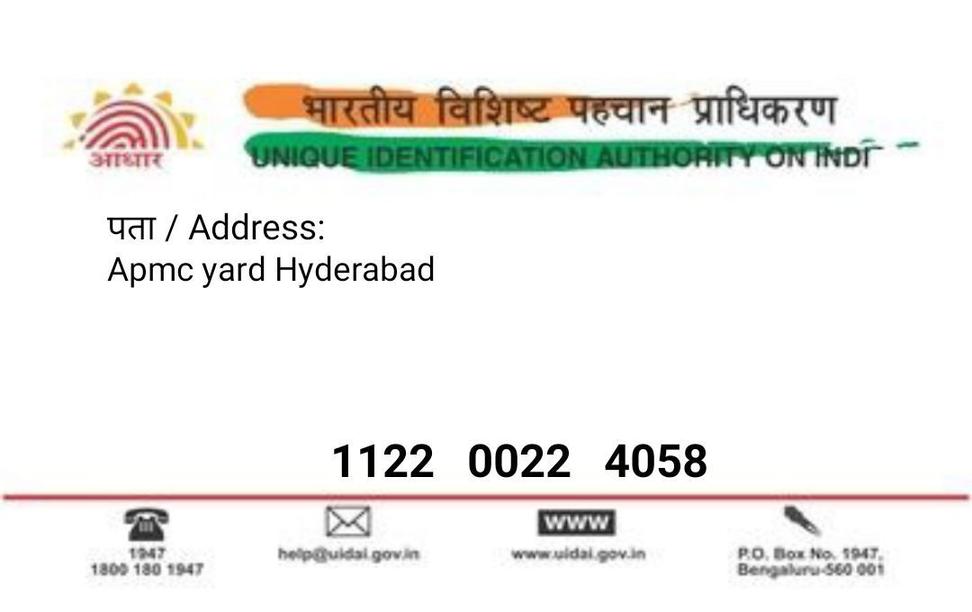 आधार
भारतीय विशिष्ट पहचान प्राधिकरण
UNIQUE IDENTIFICATION AUTHORITY ON INDI
पता / Address:
Apmc yard Hyderabad
1122 0022 4058
1947
1800 180 1947
help@uidai.gov.in
WWW
www.uidai.gov.in
P.O. Box No. 1947,
Bengaluru-560 001